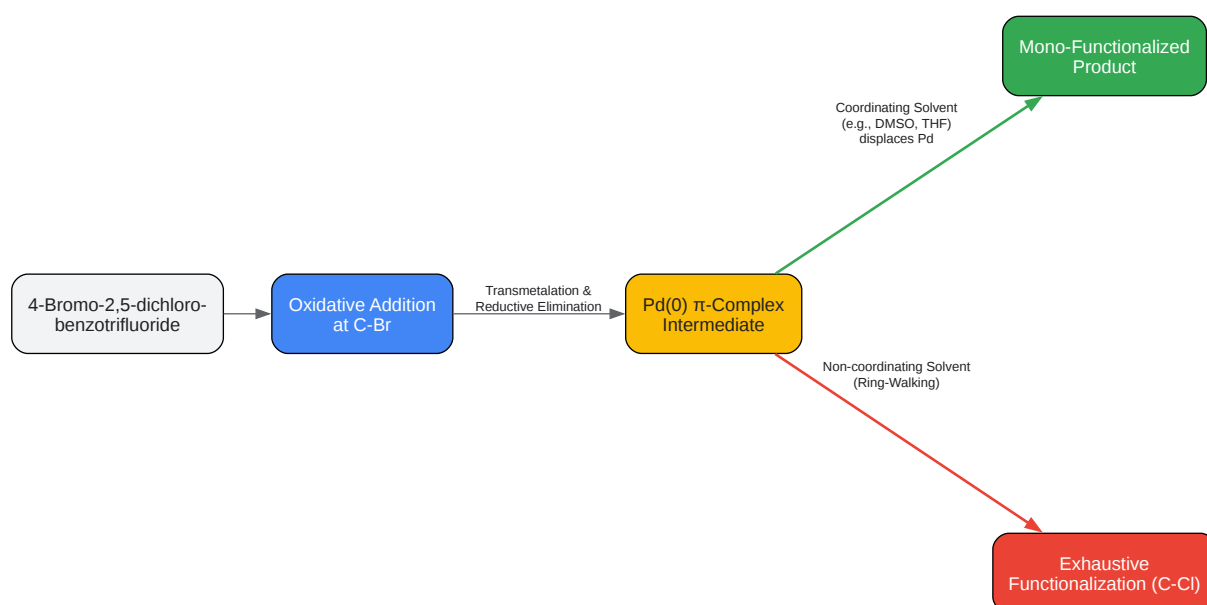 Mono-Functionalized
Product
Coordinating Solvent
(e.g., DMSO, THF)
displaces Pd
4-Bromo-2,5-dichloro-
benzotrifluoride
Oxidative Addition
at C-Br
Transmetalation &
Reductive Elimination
Pd(0) π-Complex
Intermediate
Non-coordinating Solvent
(Ring-Walking)
Exhaustive
Functionalization (C-Cl)